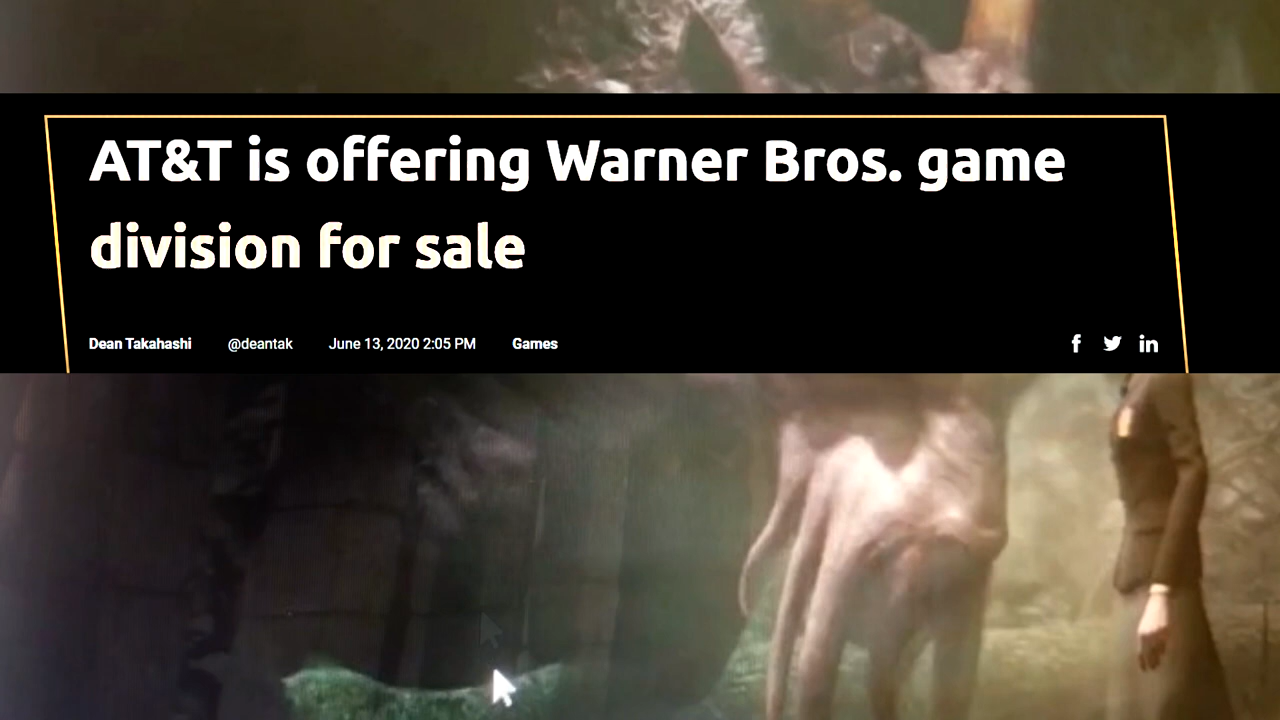 AT&T is offering Warner Bros. game
division for sale
Dean Takahashi @deantak June 13, 2020 2:05 PM Games